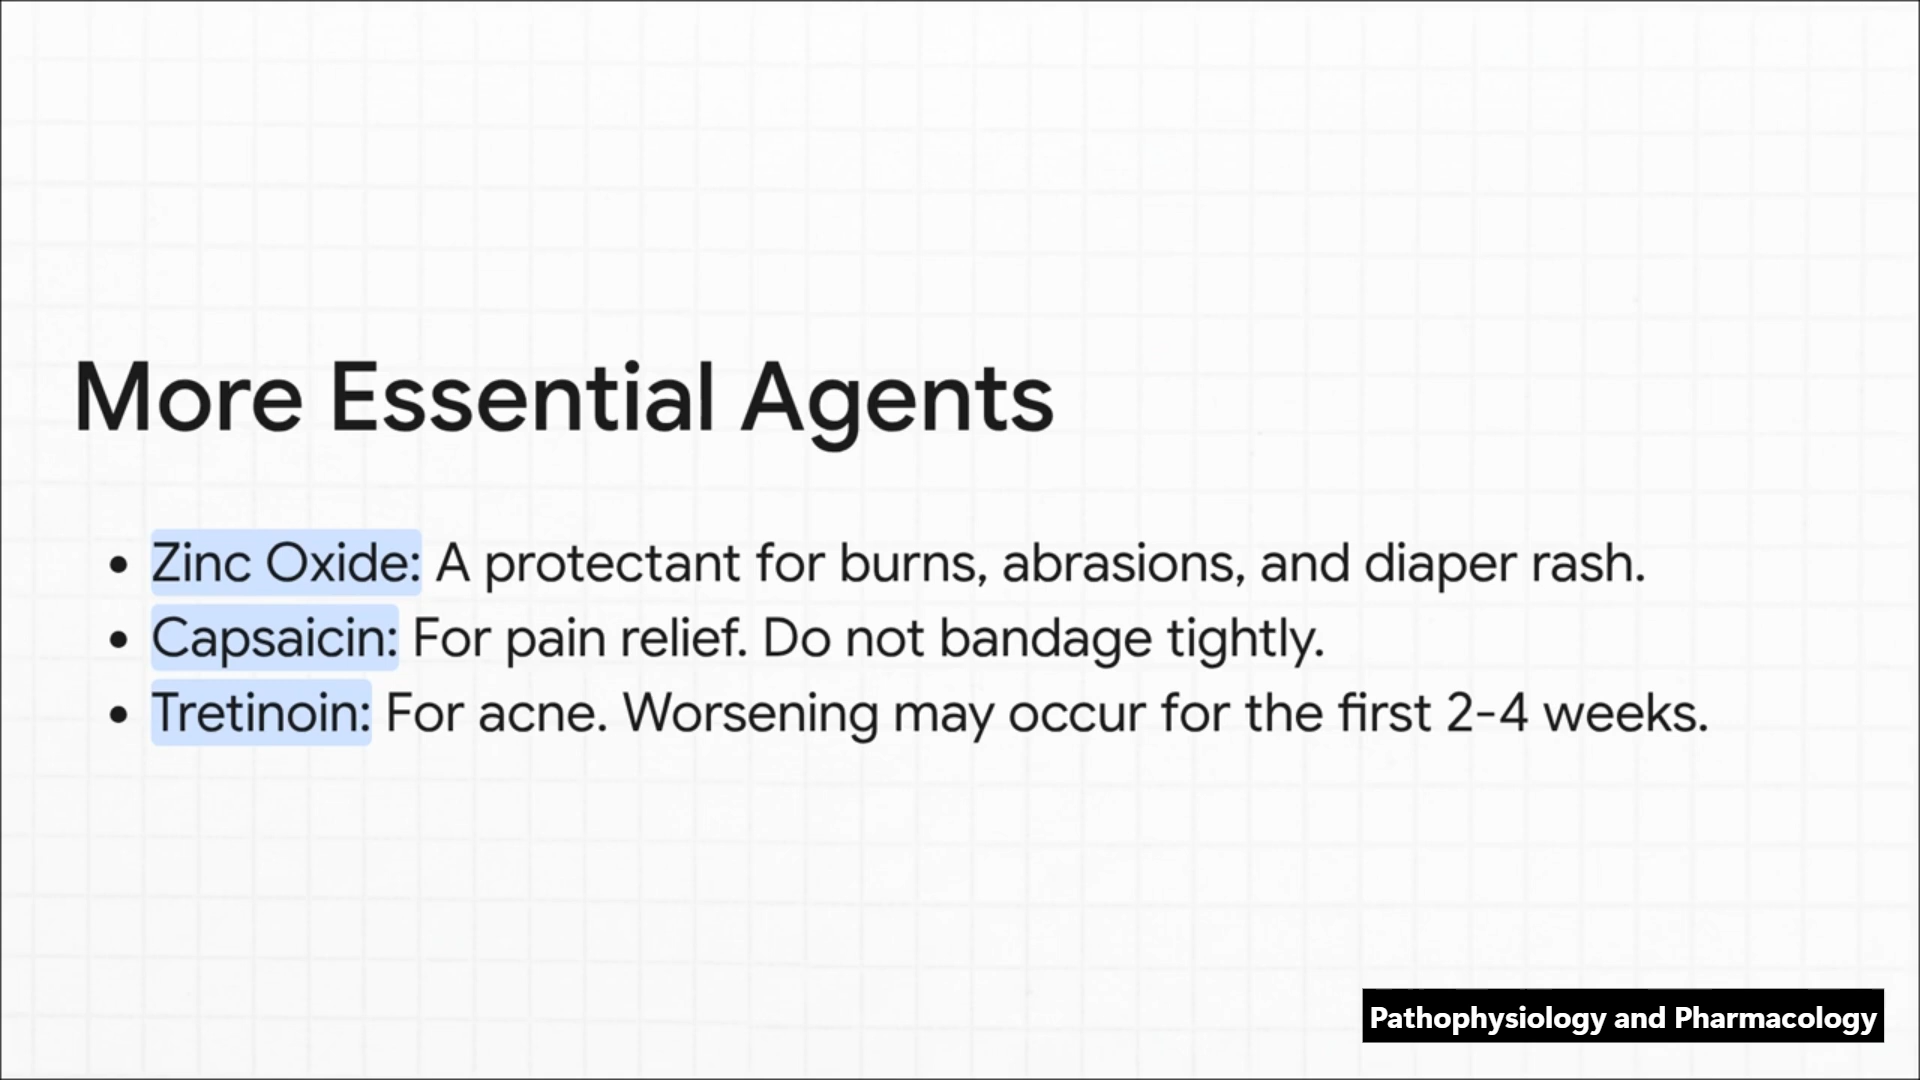 More Essential Agents
• Zinc Oxide: A protectant for burns, abrasions, and diaper rash.
• Capsaicin: For pain relief. Do not bandage tightly.
• Tretinoin: For acne. Worsening may occur for the first 2-4 weeks.
Pathophysiology and Pharmacology